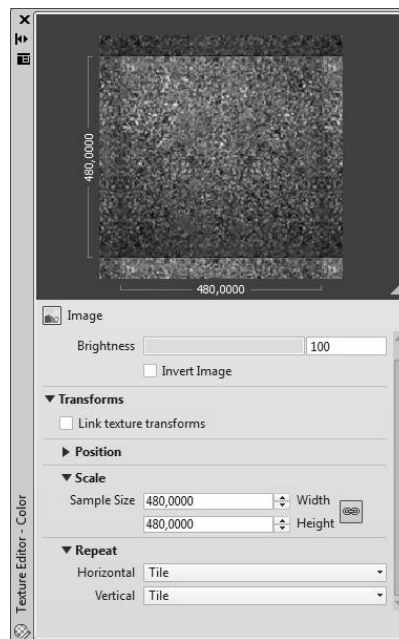 480,0000
480,0000
Image
Brightness 100
Invert Image
Transforms
Link texture transforms
Position
Scale
Sample Size 480,0000 Width
480,0000 Height
Repeat
Horizontal Tile
Vertical Tile
Texture Editor - Color